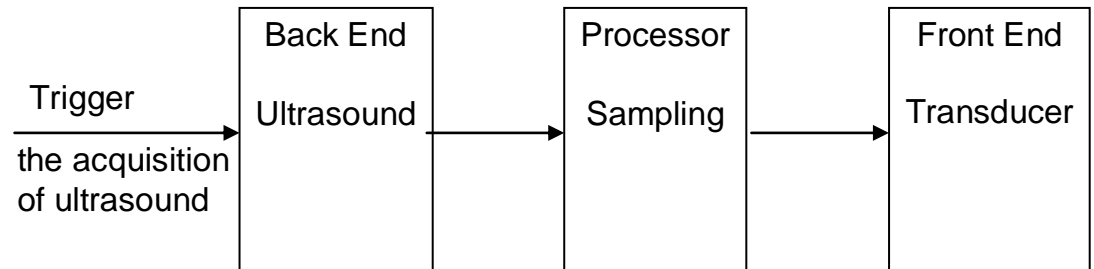 Trigger
the acquisition
of ultrasound
Back End
Ultrasound
Processor
Sampling
Front End
Transducer